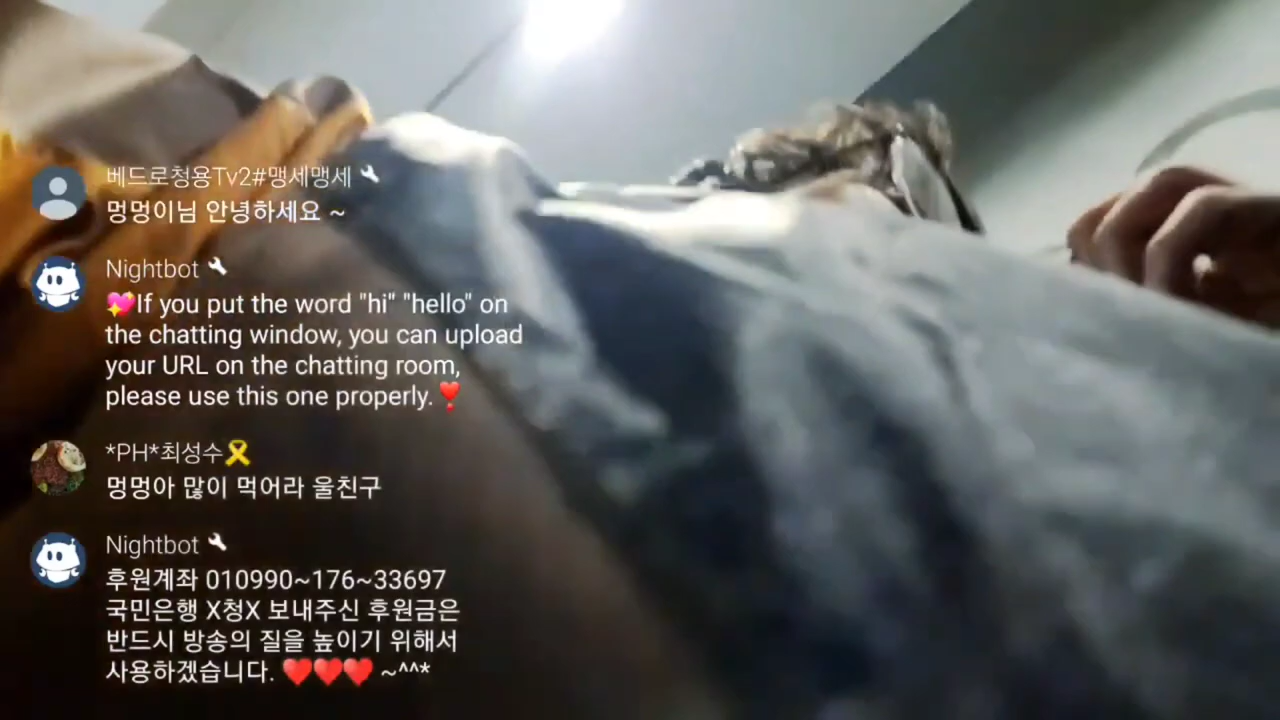 베드로청용Tv2#맹세맹세
멍멍이님 안녕하세요 ~
Nightbot
💖If you put the word "hi" "hello" on
the chatting window, you can upload
your URL on the chatting room,
please use this one properly.❣️
*PH*최성수🎗
멍멍아 많이 먹어라 울친구
Nightbot
후원계좌 010990~176~33697
국민은행 X청X 보내주신 후원금은
반드시 방송의 질을 높이기 위해서
사용하겠습니다. ❤️❤️❤️ ~^^*